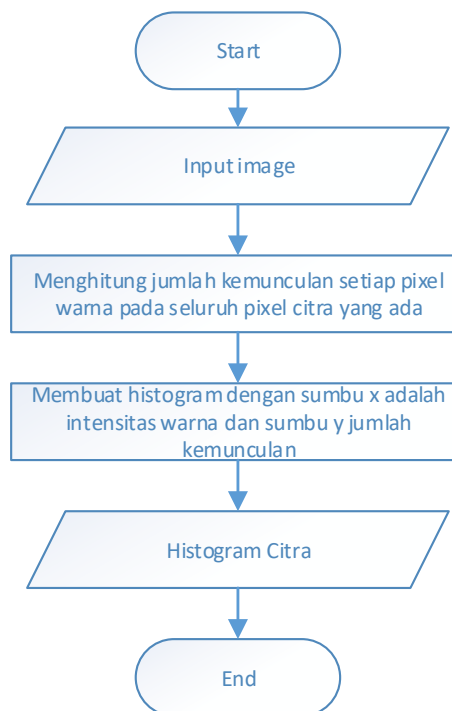 Start
Input image
Menghitung jumlah kemunculan setiap pixel
warna pada seluruh pixel citra yang ada
Membuat histogram dengan sumbu x adalah
intensitas warna dan sumbu y jumlah
kemunculan
Histogram Citra
End